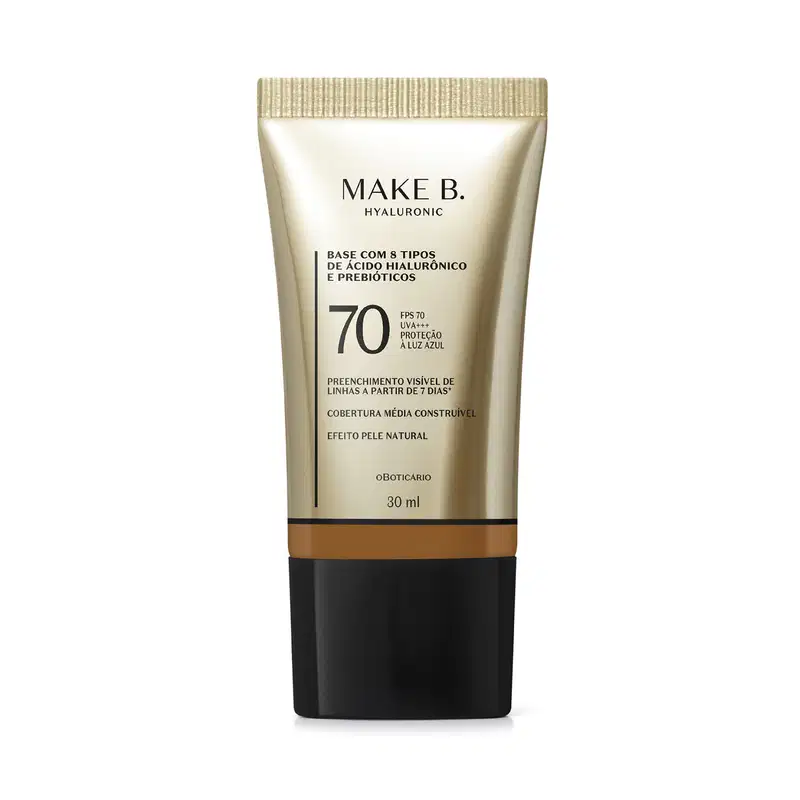 MAKE B.
HYALURONIC
BASE COM 8 TIPOS
DE ÁCIDO HIALURÔNICO
E PREBIÓTICOS
70
FPS 70
UVA+++
PROTEÇÃO
À LUZ AZUL
PREENCHIMENTO VISÍVEL DE
LINHAS A PARTIR DE 7 DIAS*
COBERTURA MÉDIA CONSTRUÍVEL
EFEITO PELE NATURAL
oBOTICÁRIO
30 ml